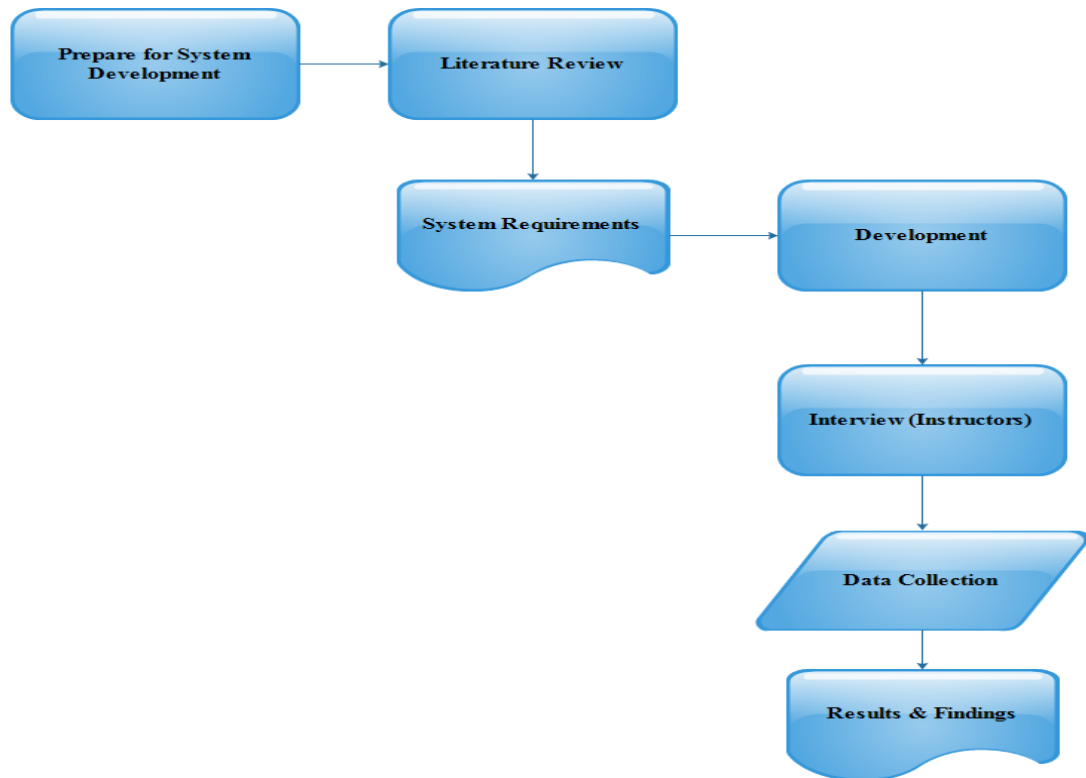 Prepare for System
Development
Literature Review
System Requirements
Development
Interview (Instructors)
Data Collection
Results & Findings